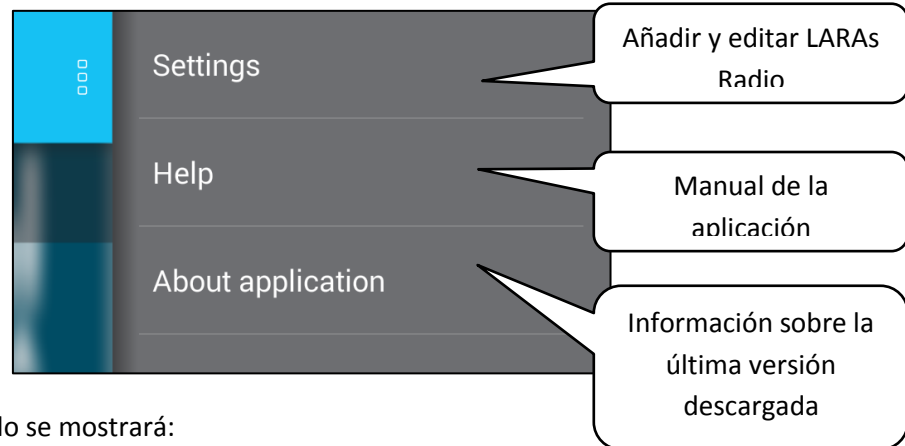 Settings
Añadir y editar LARAs
Radio
Help
Manual de la
aplicación
About application
Información sobre la
última versión
descargada
lo se mostrará: